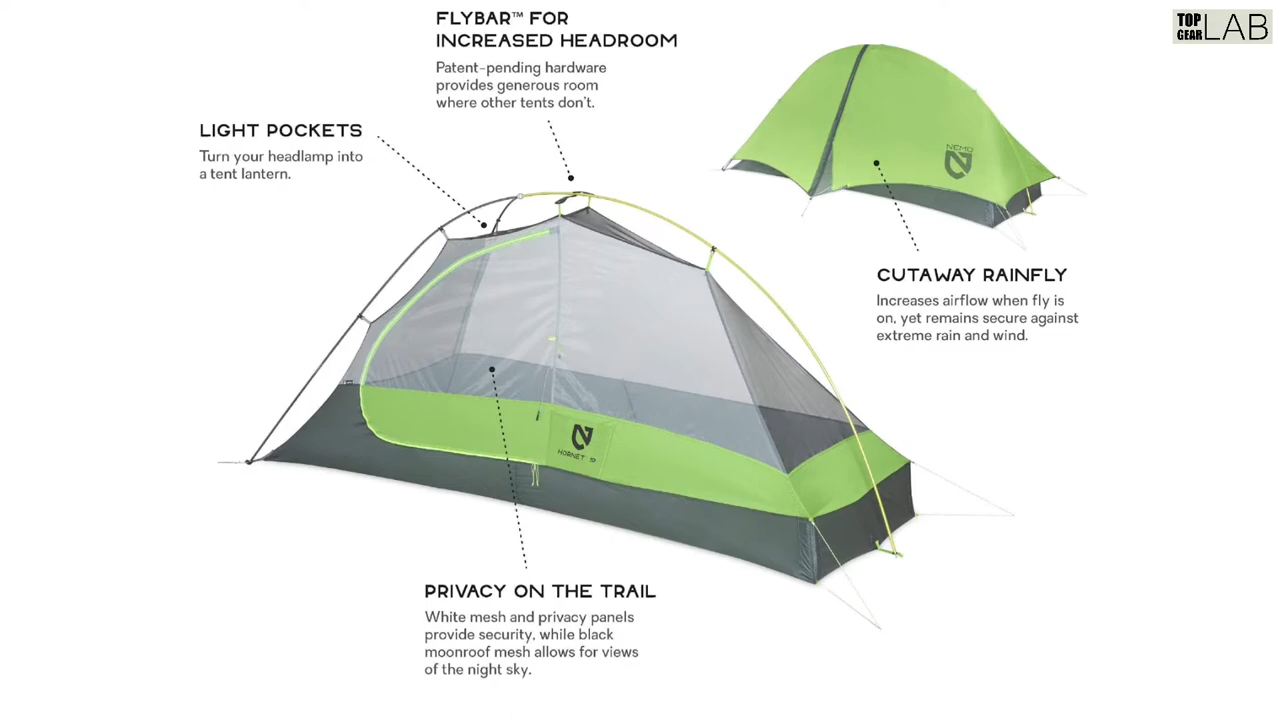 TOP
GEAR LAB
FLYBAR™ FOR
INCREASED HEADROOM
Patent-pending hardware
provides generous room
where other tents don't.
LIGHT POCKETS
Turn your headlamp into
a tent lantern.
NEMO
CUTAWAY RAINFLY
Increases airflow when fly is
on, yet remains secure against
extreme rain and wind.
HORNET
PRIVACY ON THE TRAIL
White mesh and privacy panels
provide security, while black
moonroof mesh allows for views
of the night sky.